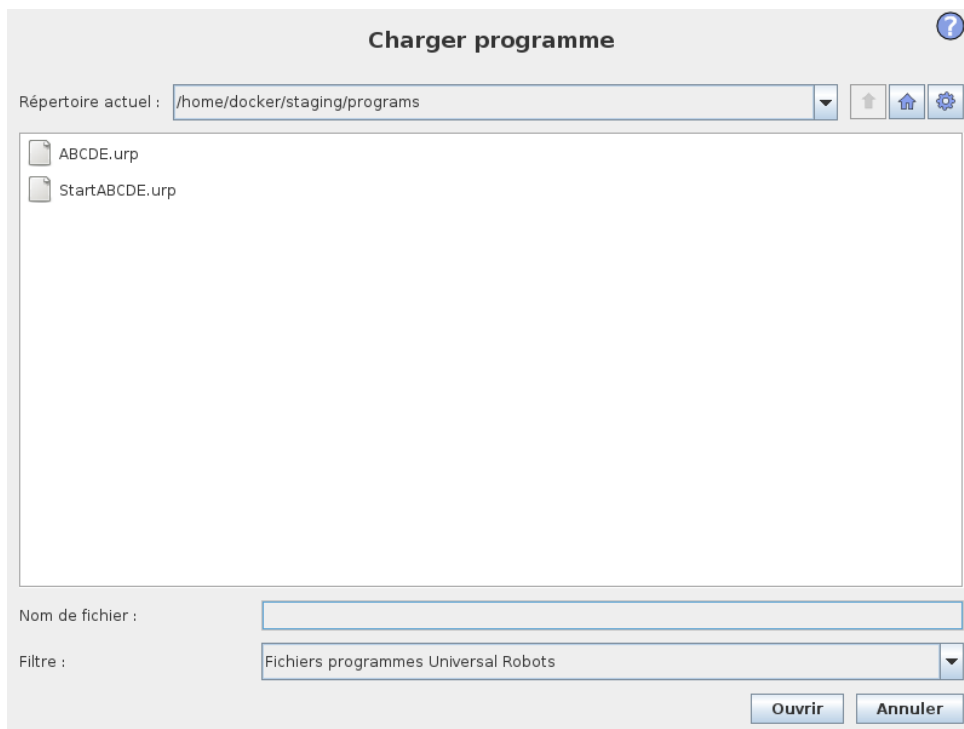 Charger programme
?
Répertoire actuel : /home/docker/staging/programs
ABCDE.urp
StartABCDE.urp
Nom de fichier :
Filtre : Fichiers programmes Universal Robots
Ouvrir Annuler